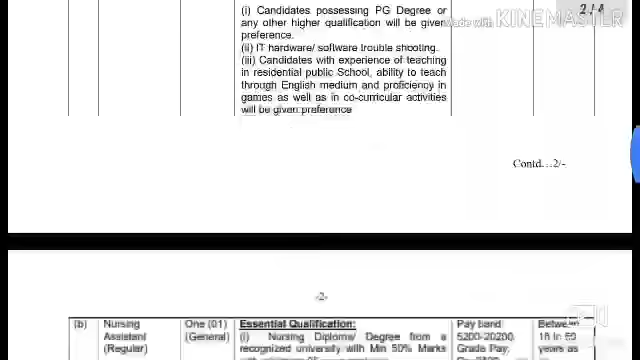 (i) Candidates possessing PG Degree or
any other higher qualification will be given
preference.
(ii) IT hardware/ software trouble shooting.
(iii) Candidates with experience of teaching
in residential public School, ability to teach
through English medium and proficiency in
games as well as in co-curricular activities
will be given preference
2/4
Made with KINEMASTER
Contd...2/-
-2-
(b) Nursing Assistant (Regular)
One (01) (General)
Essential Qualification:
(i) Nursing Diploma/ Degree from a
recognized university with Min 50% Marks
Pay band
5200-20200,
Grade Pay,
years as